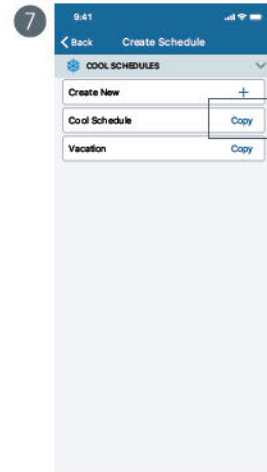 7
9:41
Back Create Schedule
COOL SCHEDULES
Create New +
Cool Schedule Copy
Vacation Copy